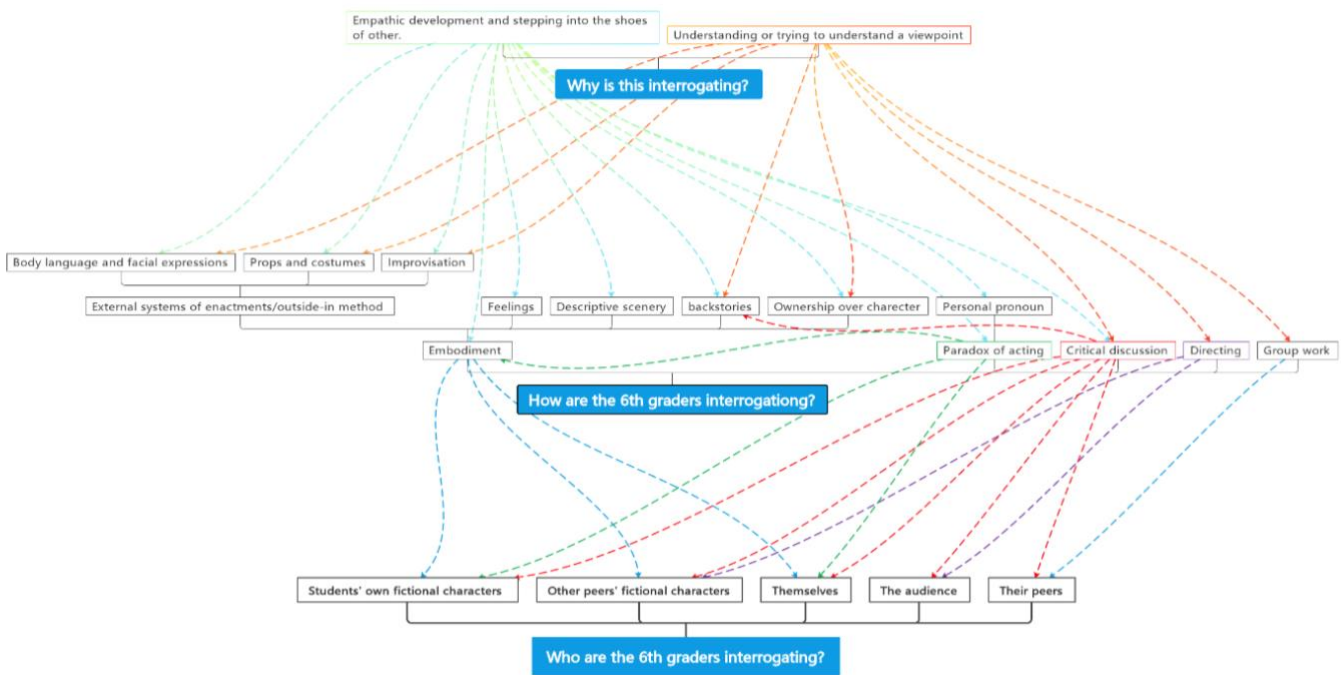 Empathic development and stepping into the shoes
of other.
Understanding or trying to understand a viewpoint
Why is this interrogating?
Body language and facial expressions
Props and costumes
Improvisation
External systems of enactments/outside-in method
Feelings
Descriptive scenery
backstories
Ownership over charecter
Personal pronoun
Embodiment
Paradox of acting
Critical discussion
Directing
Group work
How are the 6th graders interrogationg?
Students' own fictional characters
Other peers' fictional characters
Themselves
The audience
Their peers
Who are the 6th graders interrogating?